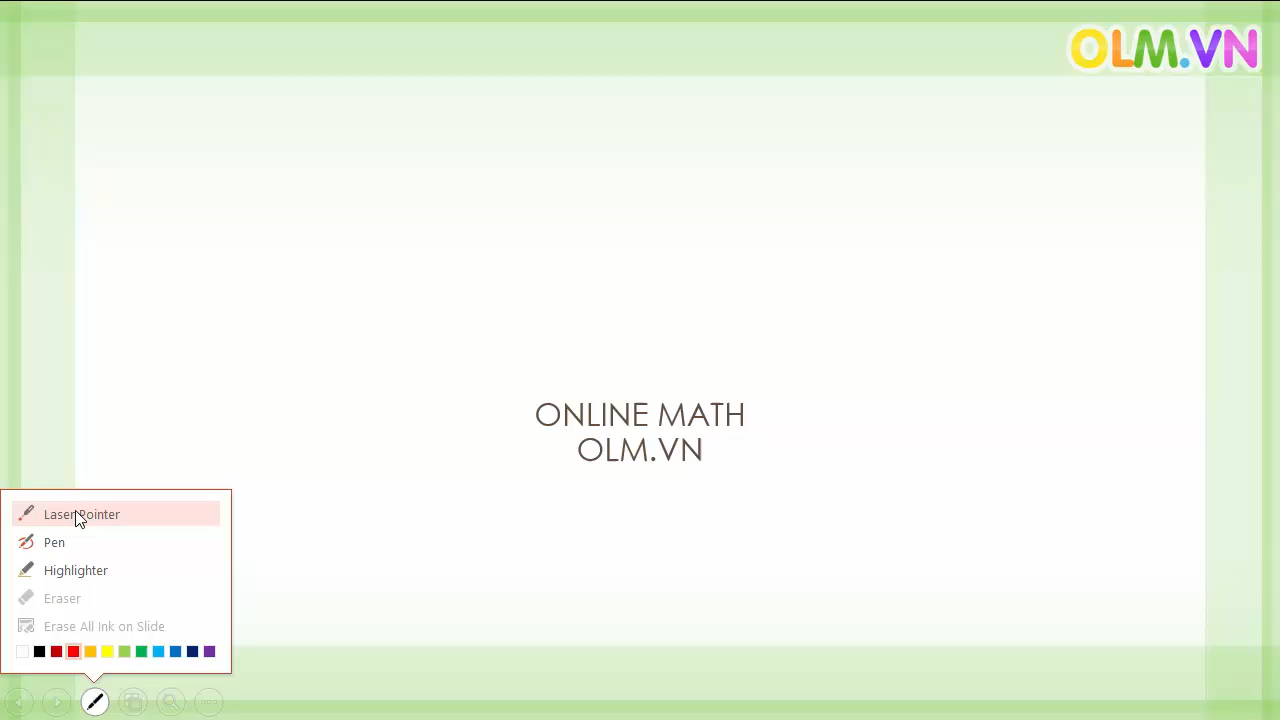 OLM.VN
ONLINE MATH
OLM.VN
Laser Pointer
Pen
Highlighter
Eraser
Erase All Ink on Slide